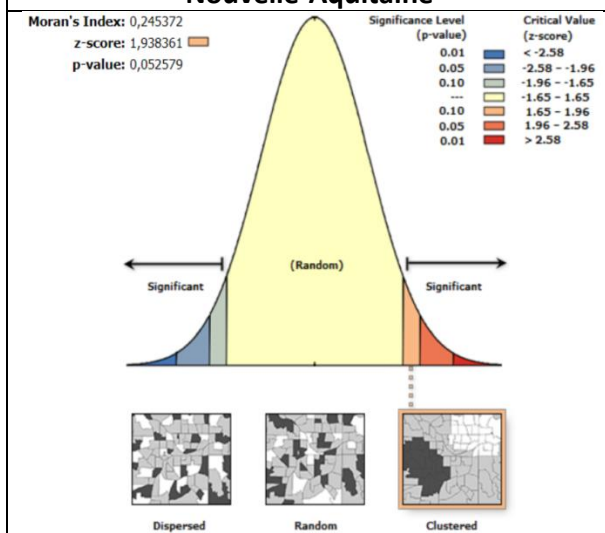 Nouvelle-Aquitaine
Moran's Index: 0,245372
z-score: 1,938361
p-value: 0,052579
Significance Level
(p-value)
Critical Value
(z-score)
0.01 < -2.58
0.05 -2.58 – -1.96
0.10 -1.96 – -1.65
--- -1.65 – 1.65
0.10 1.65 – 1.96
0.05 1.96 – 2.58
0.01 > 2.58
(Random)
Significant
Significant
Dispersed
Random
Clustered